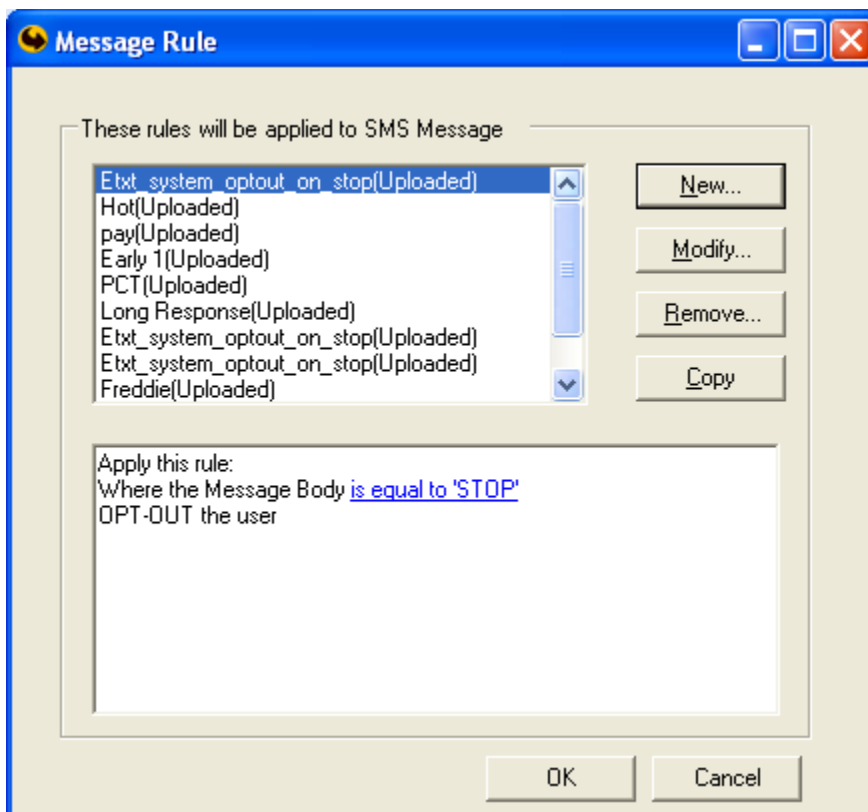 Message Rule
These rules will be applied to SMS Message
Etxt_system_optout_on_stop(Uploaded)
Hot(Uploaded)
pay(Uploaded)
Early 1(Uploaded)
PCT(Uploaded)
Long Response(Uploaded)
Etxt_system_optout_on_stop(Uploaded)
Etxt_system_optout_on_stop(Uploaded)
Freddie(Uploaded)
New...
Modify...
Remove...
Copy
Apply this rule:
Where the Message Body is equal to 'STOP'
OPT-OUT the user
OK
Cancel